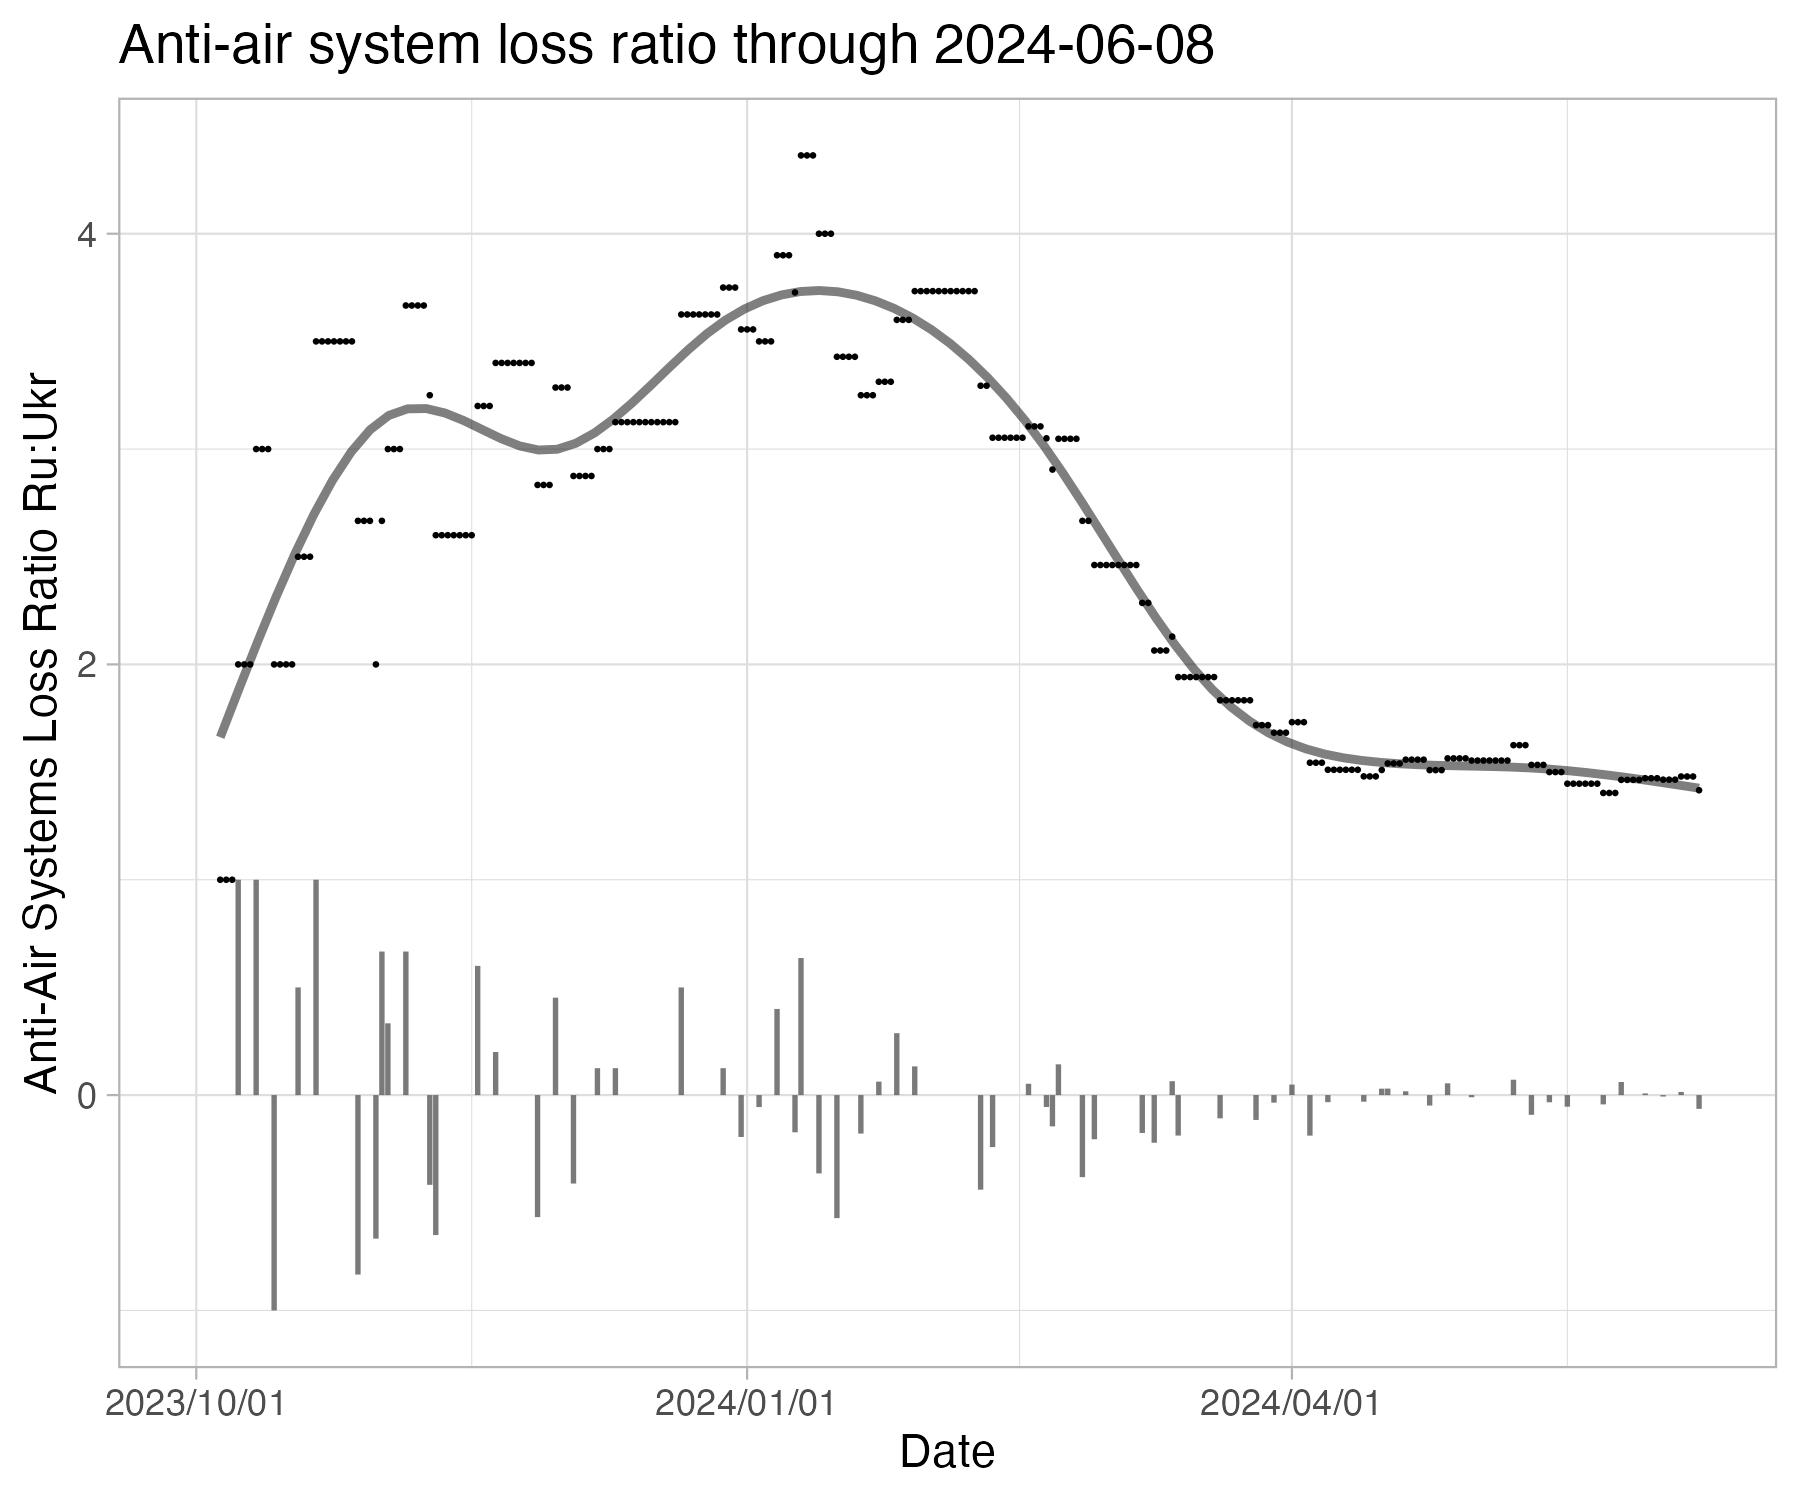 Anti-air system loss ratio through 2024-06-08
Anti-Air Systems Loss Ratio Ru:Ukr
4
2
0
2023/10/01
2024/01/01
2024/04/01
Date